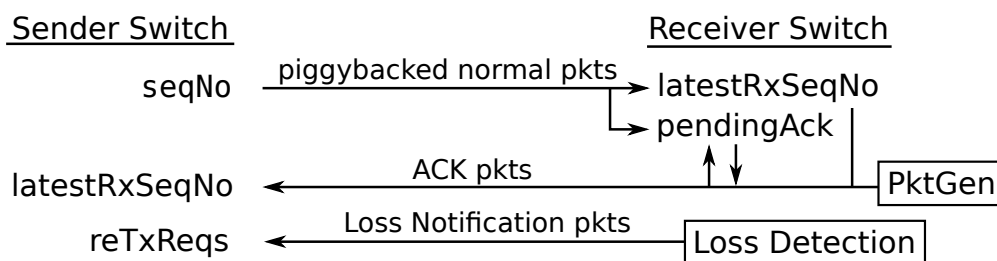 Sender Switch
Receiver Switch
seqNo
piggybacked normal pkts
latestRxSeqNo
pendingAck
latestRxSeqNo
ACK pkts
PktGen
reTxReqs
Loss Notification pkts
Loss Detection